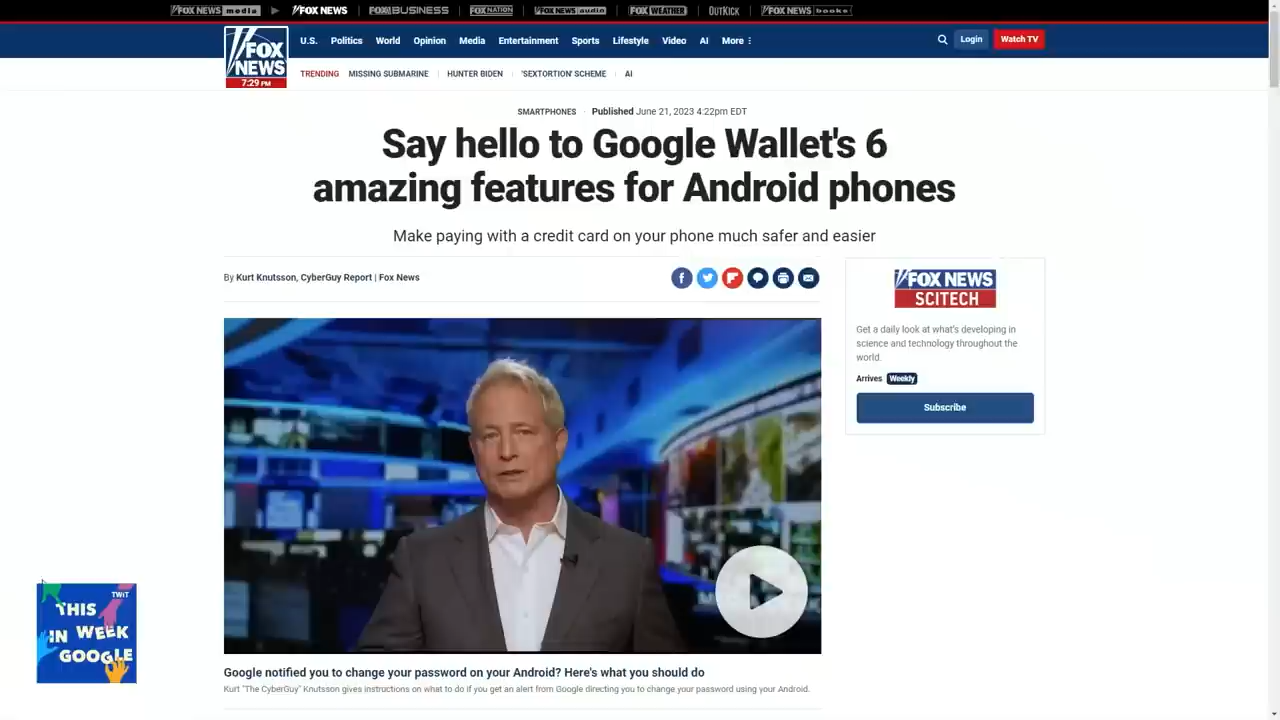 FOX NEWS media
FOX NEWS
FOX BUSINESS
FOX NATION
FOX NEWS audio
FOX WEATHER
OUTKICK
FOX NEWS books
FOX
NEWS
7:29 PM
U.S.
Politics
World
Opinion
Media
Entertainment
Sports
Lifestyle
Video
AI
More
Login
Watch TV
TRENDING
MISSING SUBMARINE
HUNTER BIDEN
'SEXTORTION' SCHEME
AI
SMARTPHONES · Published June 21, 2023 4:22pm EDT
Say hello to Google Wallet's 6
amazing features for Android phones
Make paying with a credit card on your phone much safer and easier
By Kurt Knutsson, CyberGuy Report | Fox News
FOX NEWS
SCITECH
Get a daily look at what's developing in
science and technology throughout the
world.
Arrives Weekly
Subscribe
TWiT
THIS
IN WEEK
GOOGLE
Google notified you to change your password on your Android? Here's what you should do
Kurt "The CyberGuy" Knutsson gives instructions on what to do if you get an alert from Google directing you to change your password using your Android.